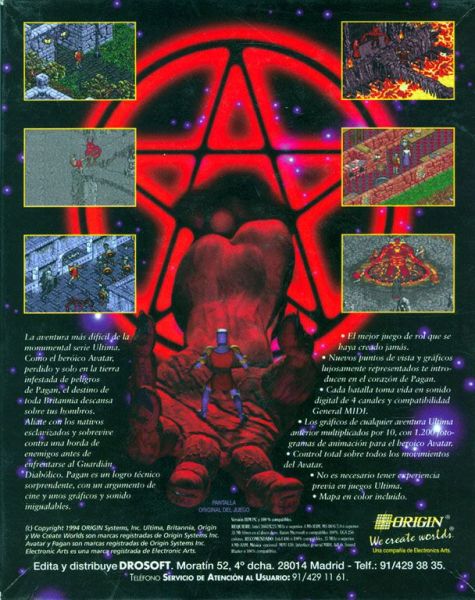 La aventura más difícil de la
monumental serie Ultima.
Como el heróico Avatar,
perdido y solo en la tierra
infestada de peligros
de Pagan, el destino de
toda Britannia descansa
sobre tus hombros.
Alíate con los nativos
esclavizados y sobrevive
contra una borda de
enemigos antes de
enfrentarse al Guardián
Diabólico. Pagan es un logro técnico
sorprendente, con un argumento de
cine y unos gráficos y sonido
inigualables.
• El mejor juego de rol que se
haya creado jamás.
• Nuevos puntos de vista y gráficos
lujosamente representados te intro-
ducen en el corazón de Pagan.
• Cada batalla toma vida en sonido
digital de 4 canales y compatibilidad
General MIDI.
• Los gráficos de cualquier aventura Ultima
anterior multiplicados por 10, con 1.200 foto-
gramas de animación para el heroico Avatar.
• Control total sobre todos los movimientos
del Avatar.
• No es necesario tener experiencia
previa en juegos Ultima.
• Mapa en color incluido.
PANTALLA
ORIGINAL DEL JUEGO
(c) Copyright 1994 ORIGIN Systems, Inc. Ultima, Britannia, Origin
y We Create Worlds son marcas registradas de Origin Systems Inc.
Avatar y Pagan son marcas registradas de Origin Systems Inc.
Electronic Arts es una marca registrada de Electronic Arts.
Versión IBM PC y 100 % compatibles.
ORIGIN
We create worlds.
Una compañía de Electronics Arts.
Edita y distribuye DROSOFT. Moratín 52, 4º dcha. 28014 Madrid - Telf.: 91/429 38 35.
TELÉFONO SERVICIO DE ATENCIÓN AL USUARIO: 91/429 11 61.